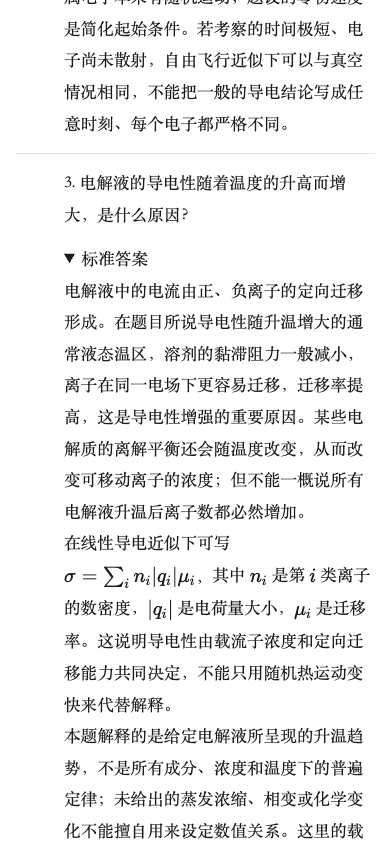 是简化起始条件。若考察的时间极短、电
子尚未散射，自由飞行近似下可以与真空
情况相同，不能把一般的导电结论写成任
意时刻、每个电子都严格不同。
3. 电解液的导电性随着温度的升高而增
大，是什么原因?
▼ 标准答案
电解液中的电流由正、负离子的定向迁移
形成。在题目所说导电性随升温增大的通
常液态温区，溶剂的黏滞阻力一般减小，
离子在同一电场下更容易迁移，迁移率提
高，这是导电性增强的重要原因。某些电
解质的离解平衡还会随温度改变，从而改
变可移动离子的浓度；但不能一概说所有
电解液升温后离子数都必然增加。
在线性导电近似下可写
σ = ∑ᵢ nᵢ|qᵢ|μᵢ，其中 nᵢ 是第 i 类离子
的数密度，|qᵢ| 是电荷量大小，μᵢ 是迁移
率。这说明导电性由载流子浓度和定向迁
移能力共同决定，不能只用随机热运动变
快来代替解释。
本题解释的是给定电解液所呈现的升温趋
势，不是所有成分、浓度和温度下的普遍
定律；未给出的蒸发浓缩、相变或化学变
化不能擅自用来设定数值关系。这里的载